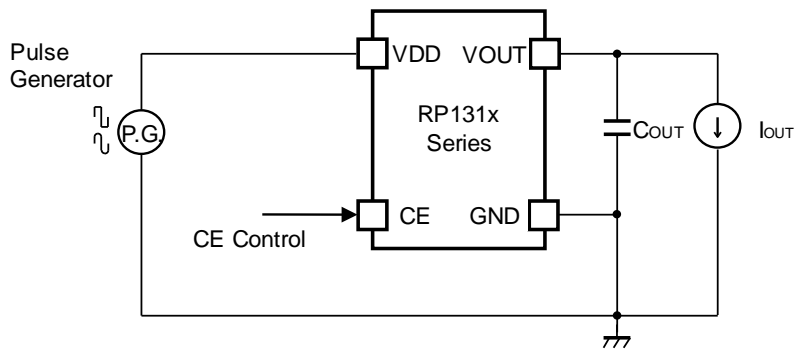 Pulse
Generator
P.G.
VDD
VOUT
RP131x
Series
COUT
IOUT
CE
GND
CE Control